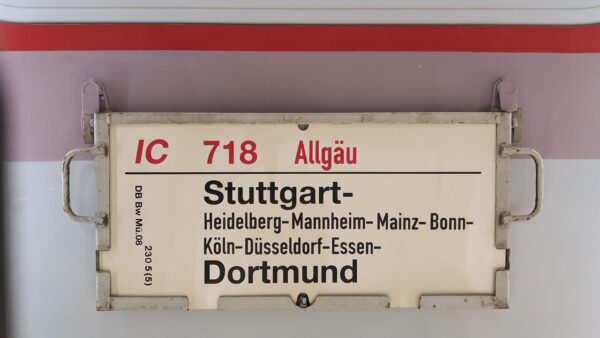 IC 718 Allgäu
Stuttgart-
Heidelberg-Mannheim-Mainz-Bonn-
Köln-Düsseldorf-Essen-
Dortmund
DB Bw Mü.08
230 5 (5)